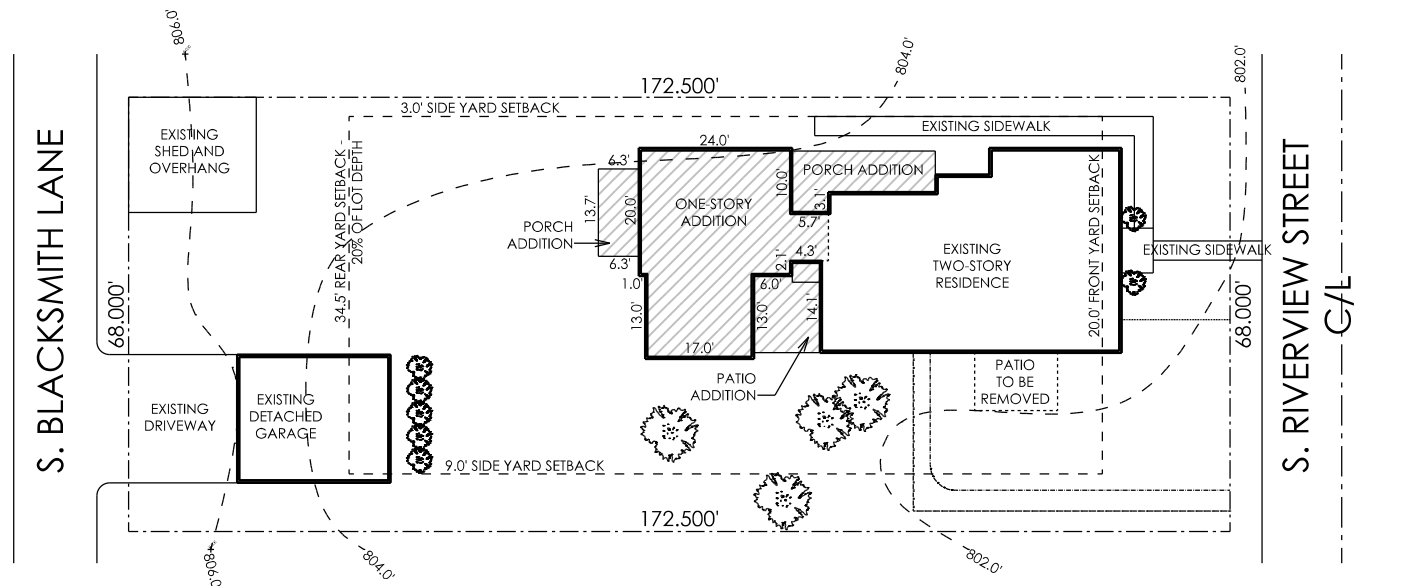 806.0'
804.0'
802.0'
172.500'
3.0' SIDE YARD SETBACK
EXISTING SIDEWALK
EXISTING
SHED AND
OVERHANG
24.0'
6.3'
PORCH ADDITION
10.0'
3.1'
5.7'
ONE-STORY
ADDITION
13.7'
20.0'
PORCH
ADDITION
6.3'
1.0'
4.3'
2.1'
6.0'
13.0'
13.0'
14.1'
17.0'
EXISTING
TWO-STORY
RESIDENCE
EXISTING SIDEWALK
34.5' REAR YARD SETBACK -
20% OF LOT DEPTH
20.0' FRONT YARD SETBACK
S. BLACKSMITH LANE
68.000'
68.000'
S. RIVERVIEW STREET
C/L
PATIO
ADDITION
PATIO
TO BE
REMOVED
EXISTING
DRIVEWAY
EXISTING
DETACHED
GARAGE
9.0' SIDE YARD SETBACK
172.500'
806.0'
804.0'
802.0'